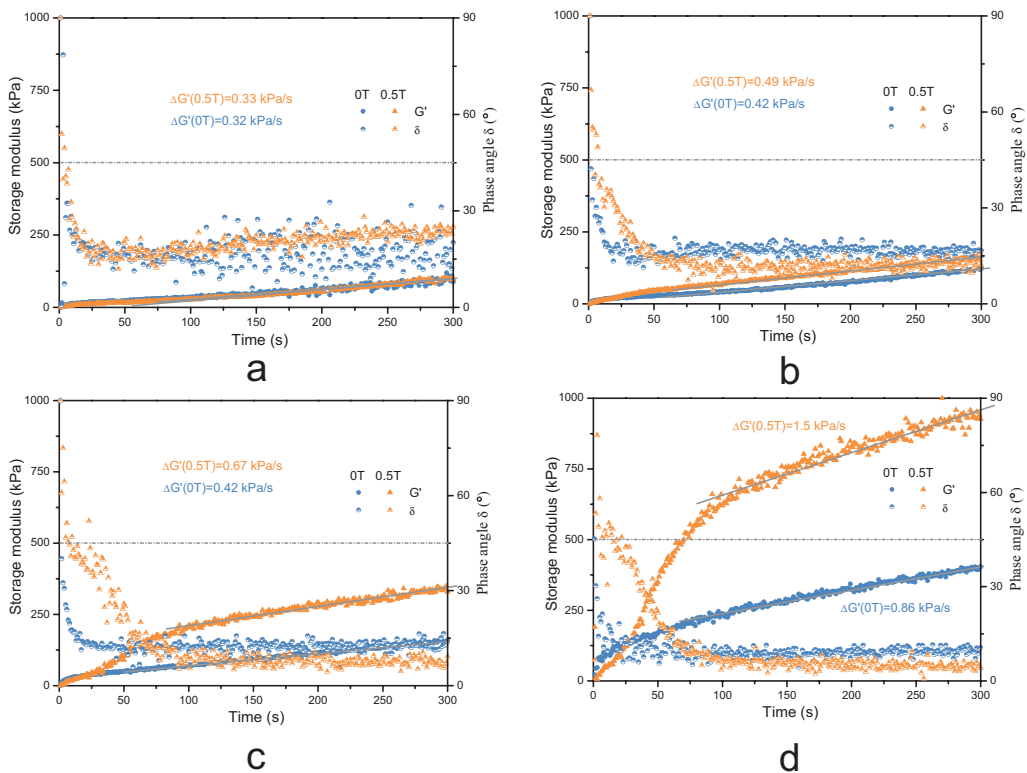 1000
750
500
250
0
Storage modulus (kPa)
ΔG'(0.5T)=0.33 kPa/s
ΔG'(0T)=0.32 kPa/s
0T 0.5T
G'
δ
90
60
30
0
Phase angle δ (°)
0 50 100 150 200 250 300
Time (s)
a
1000
750
500
250
0
Storage modulus (kPa)
ΔG'(0.5T)=0.49 kPa/s
ΔG'(0T)=0.42 kPa/s
0T 0.5T
G'
δ
90
60
30
0
Phase angle δ (°)
0 50 100 150 200 250 300
Time (s)
b
1000
750
500
250
0
Storage modulus (kPa)
ΔG'(0.5T)=0.67 kPa/s
ΔG'(0T)=0.42 kPa/s
0T 0.5T
G'
δ
90
60
30
0
Phase angle δ (°)
0 50 100 150 200 250 300
Time (s)
c
1000
750
500
250
0
Storage modulus (kPa)
ΔG'(0.5T)=1.5 kPa/s
0T 0.5T
G'
δ
ΔG'(0T)=0.86 kPa/s
90
60
30
0
Phase angle δ (°)
0 50 100 150 200 250 300
Time (s)
d